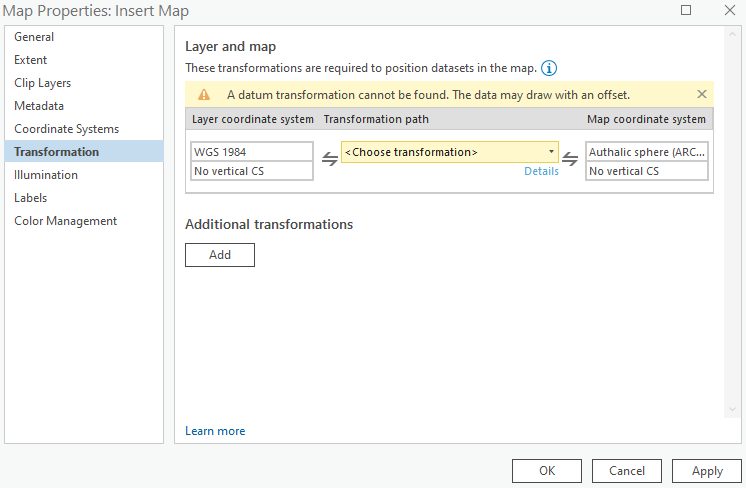 Map Properties: Insert Map
General
Extent
Clip Layers
Metadata
Coordinate Systems
Transformation
Illumination
Labels
Color Management
Layer and map
These transformations are required to position datasets in the map.
A datum transformation cannot be found. The data may draw with an offset.
Layer coordinate system Transformation path Map coordinate system
WGS 1984 <Choose transformation> Authalic sphere (ARC...
No vertical CS Details No vertical CS
Additional transformations
Add
Learn more
OK Cancel Apply